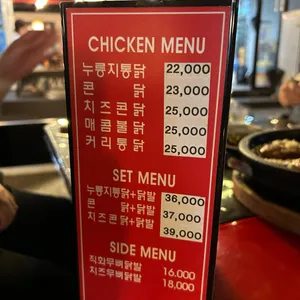 CHICKEN MENU
누룽지통닭 22,000
콘 닭 23,000
치즈콘닭 25,000
매콤불닭 25,000
커리통닭 25,000
SET MENU
누룽지통닭+닭발 36,000
콘 닭+닭발 37,000
치즈콘닭+닭발 39,000
SIDE MENU
직화무뼈닭발 16,000
치즈무뼈닭발 18,000